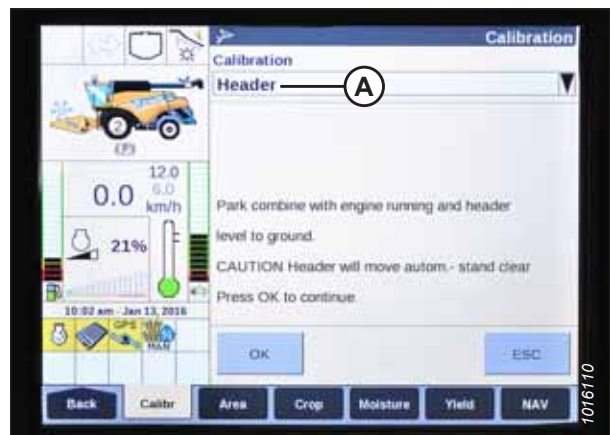 Calibration
Calibration
Header
A
2
(P)
12.0
6.0
0.0
km/h
21%
Park combine with engine running and header
level to ground.
CAUTION Header will move autom.- stand clear
Press OK to continue
10:02 am Jan 13, 2016
GPS
MAN
OK
ESC
Back
Calibr
Area
Crop
Moisture
Yield
NAV
1016110